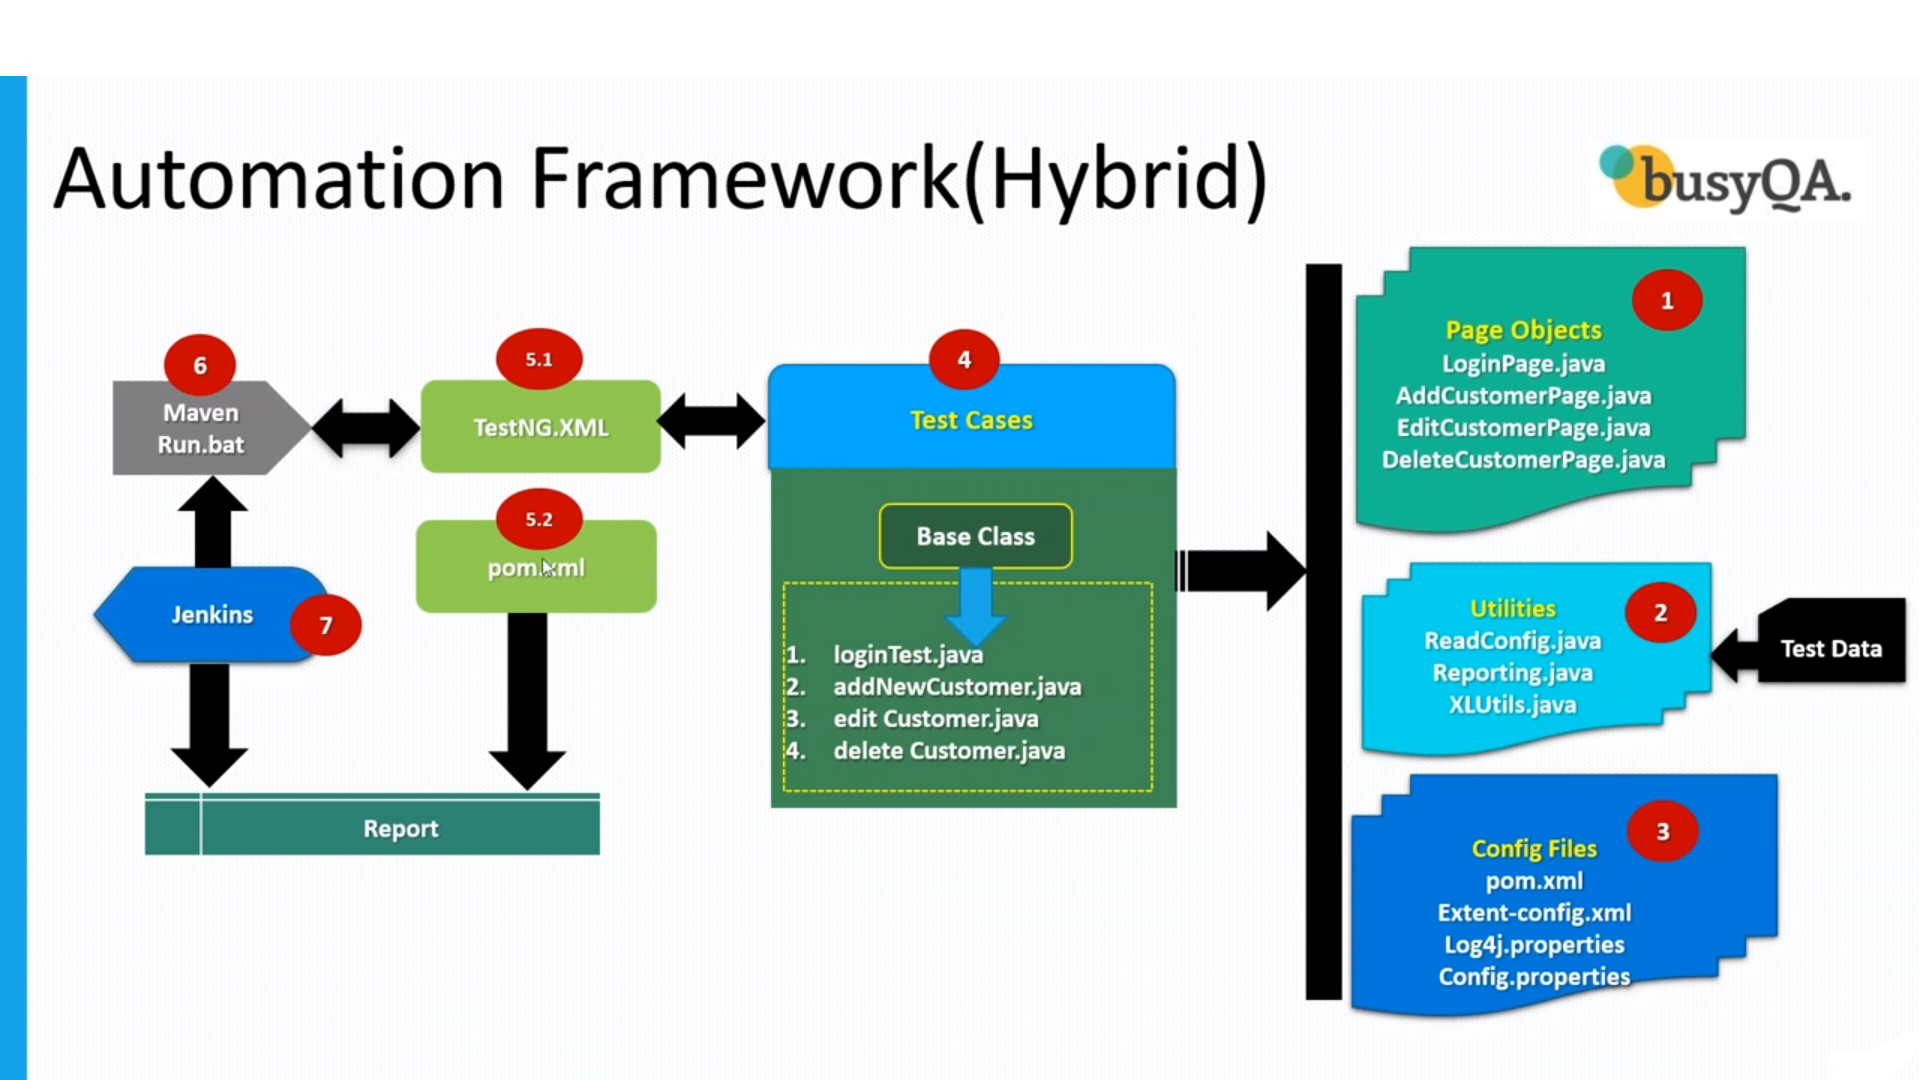 Automation Framework(Hybrid)
busyQA.
6
Maven
Run.bat
5.1
TestNG.XML
5.2
pom.xml
Jenkins
7
Report
4
Test Cases
Base Class
1. loginTest.java
2. addNewCustomer.java
3. edit Customer.java
4. delete Customer.java
1
Page Objects
LoginPage.java
AddCustomerPage.java
EditCustomerPage.java
DeleteCustomerPage.java
2
Utilities
ReadConfig.java
Reporting.java
XLUtils.java
Test Data
3
Config Files
pom.xml
Extent-config.xml
Log4j.properties
Config.properties